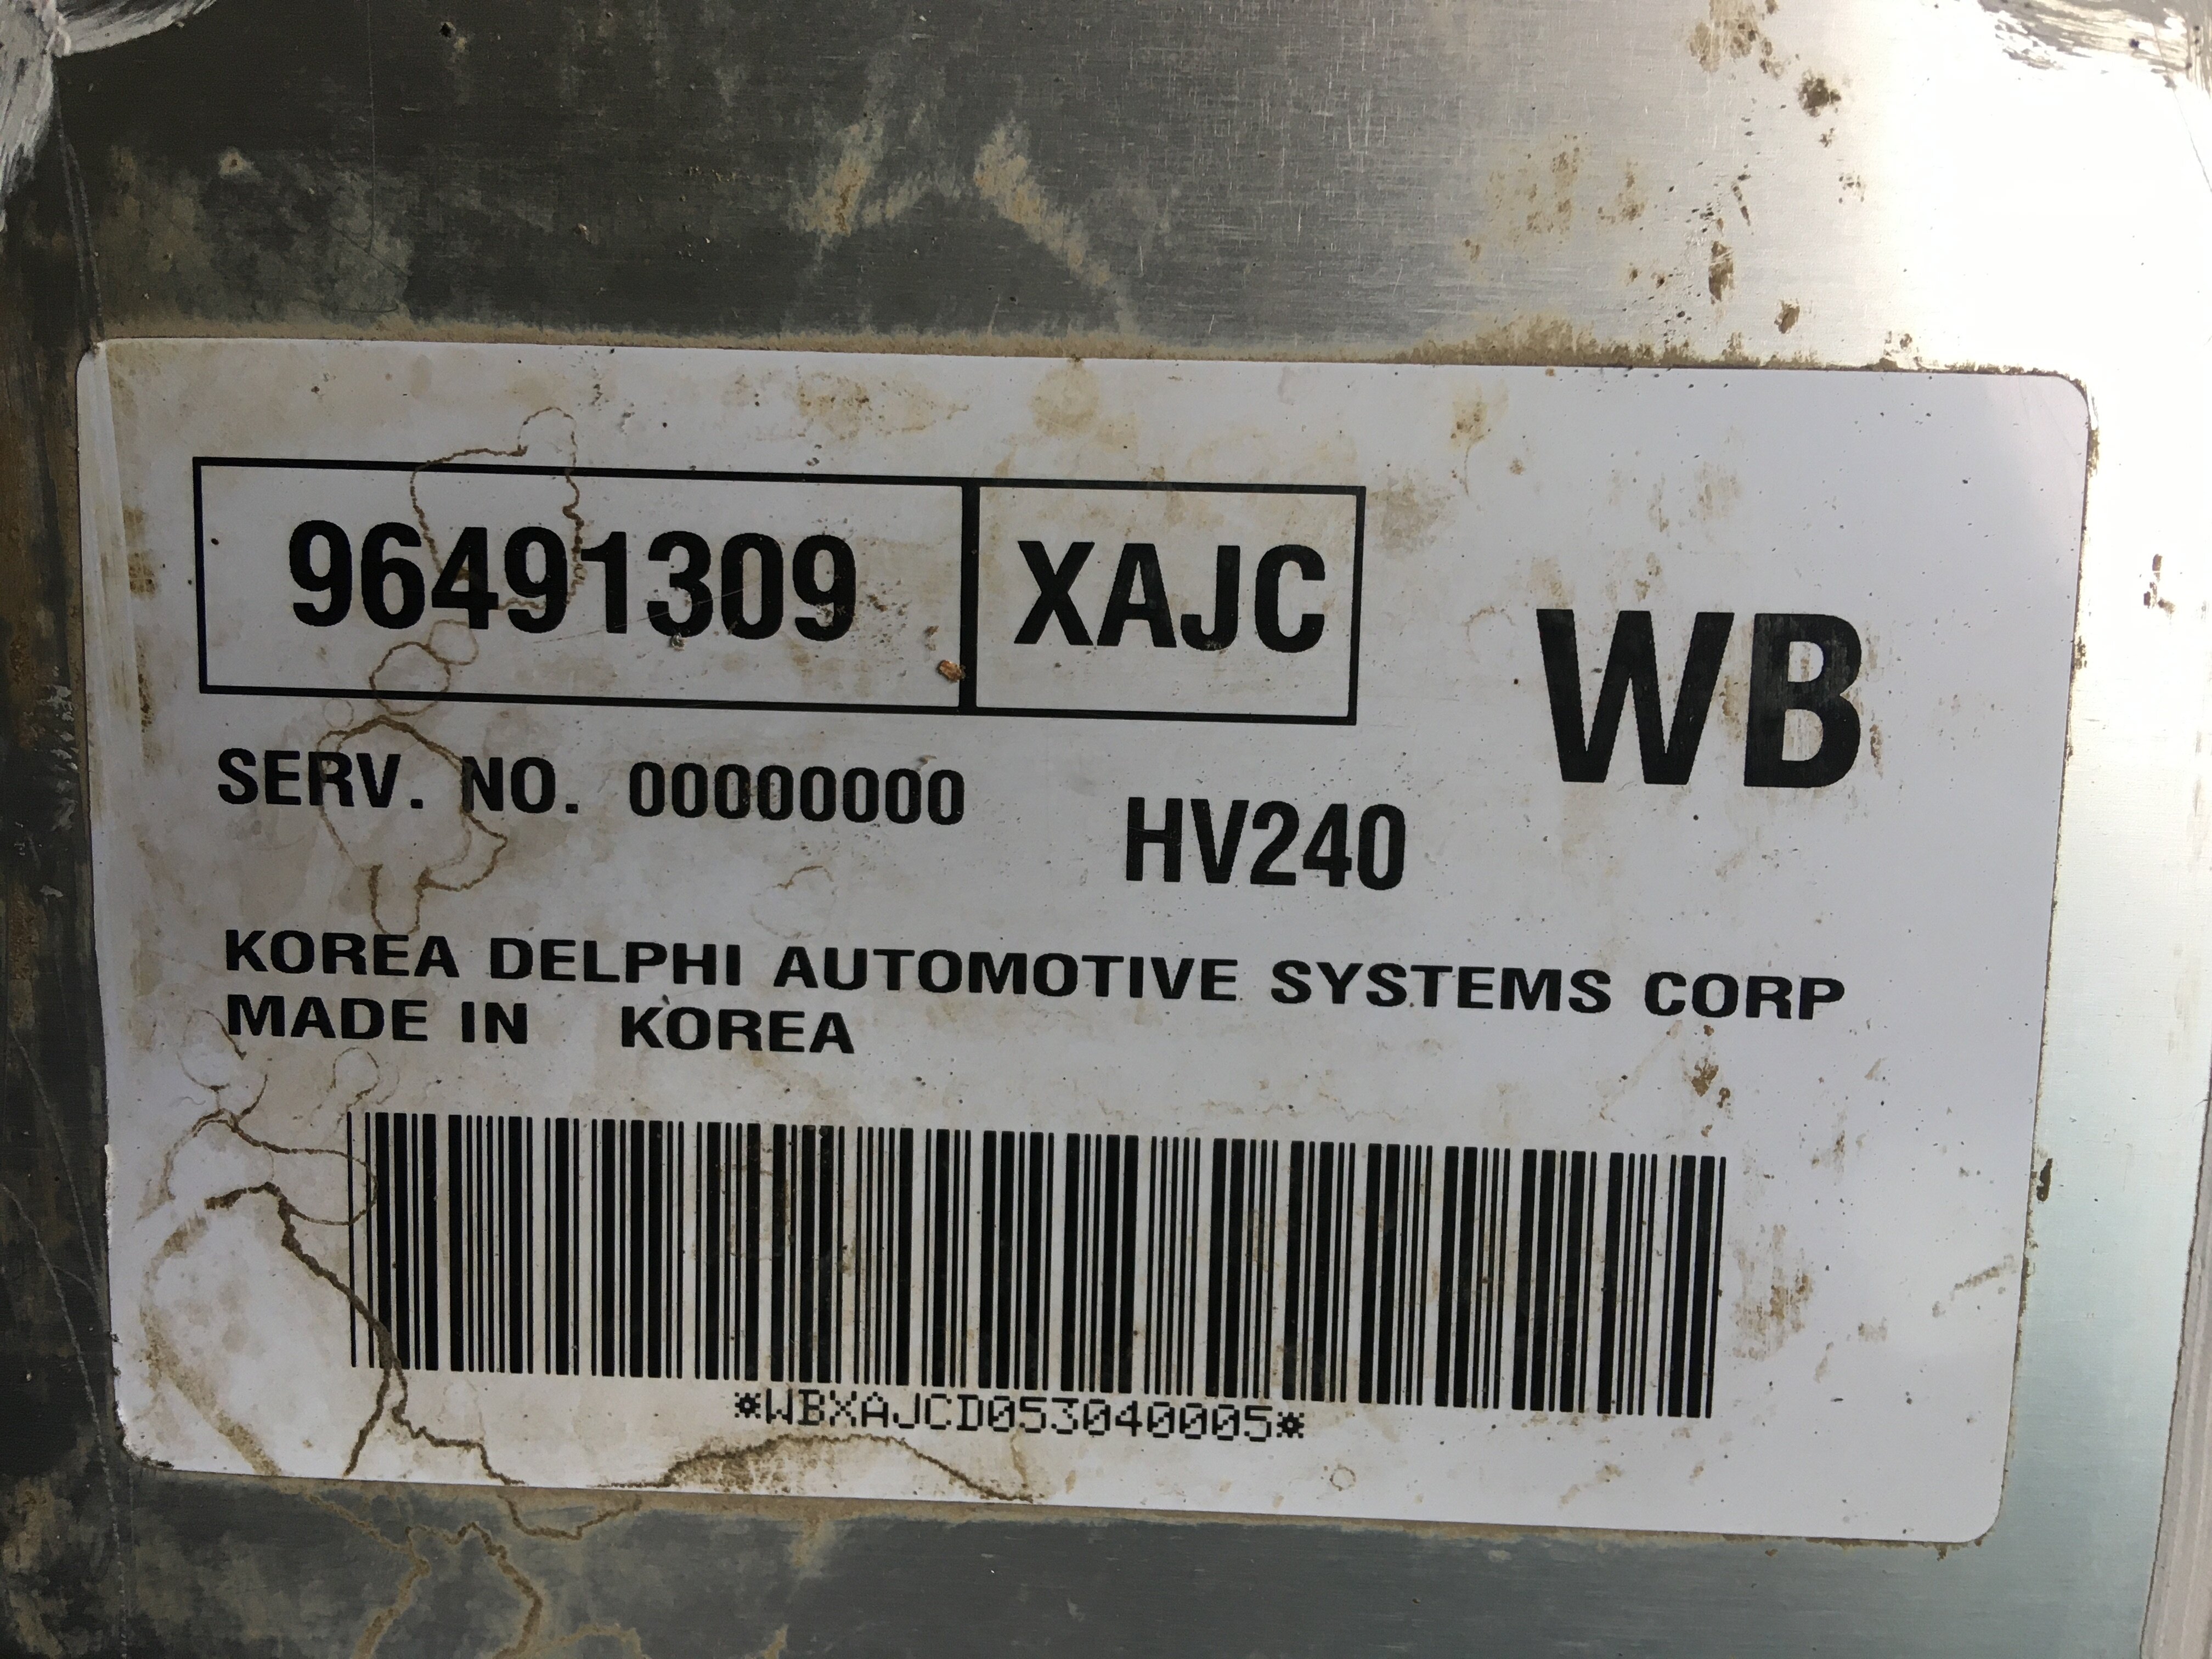 96491309 XAJC
WB
SERV. NO. 00000000
HV240
KOREA DELPHI AUTOMOTIVE SYSTEMS CORP
MADE IN KOREA
*WBXAJCD053040005*